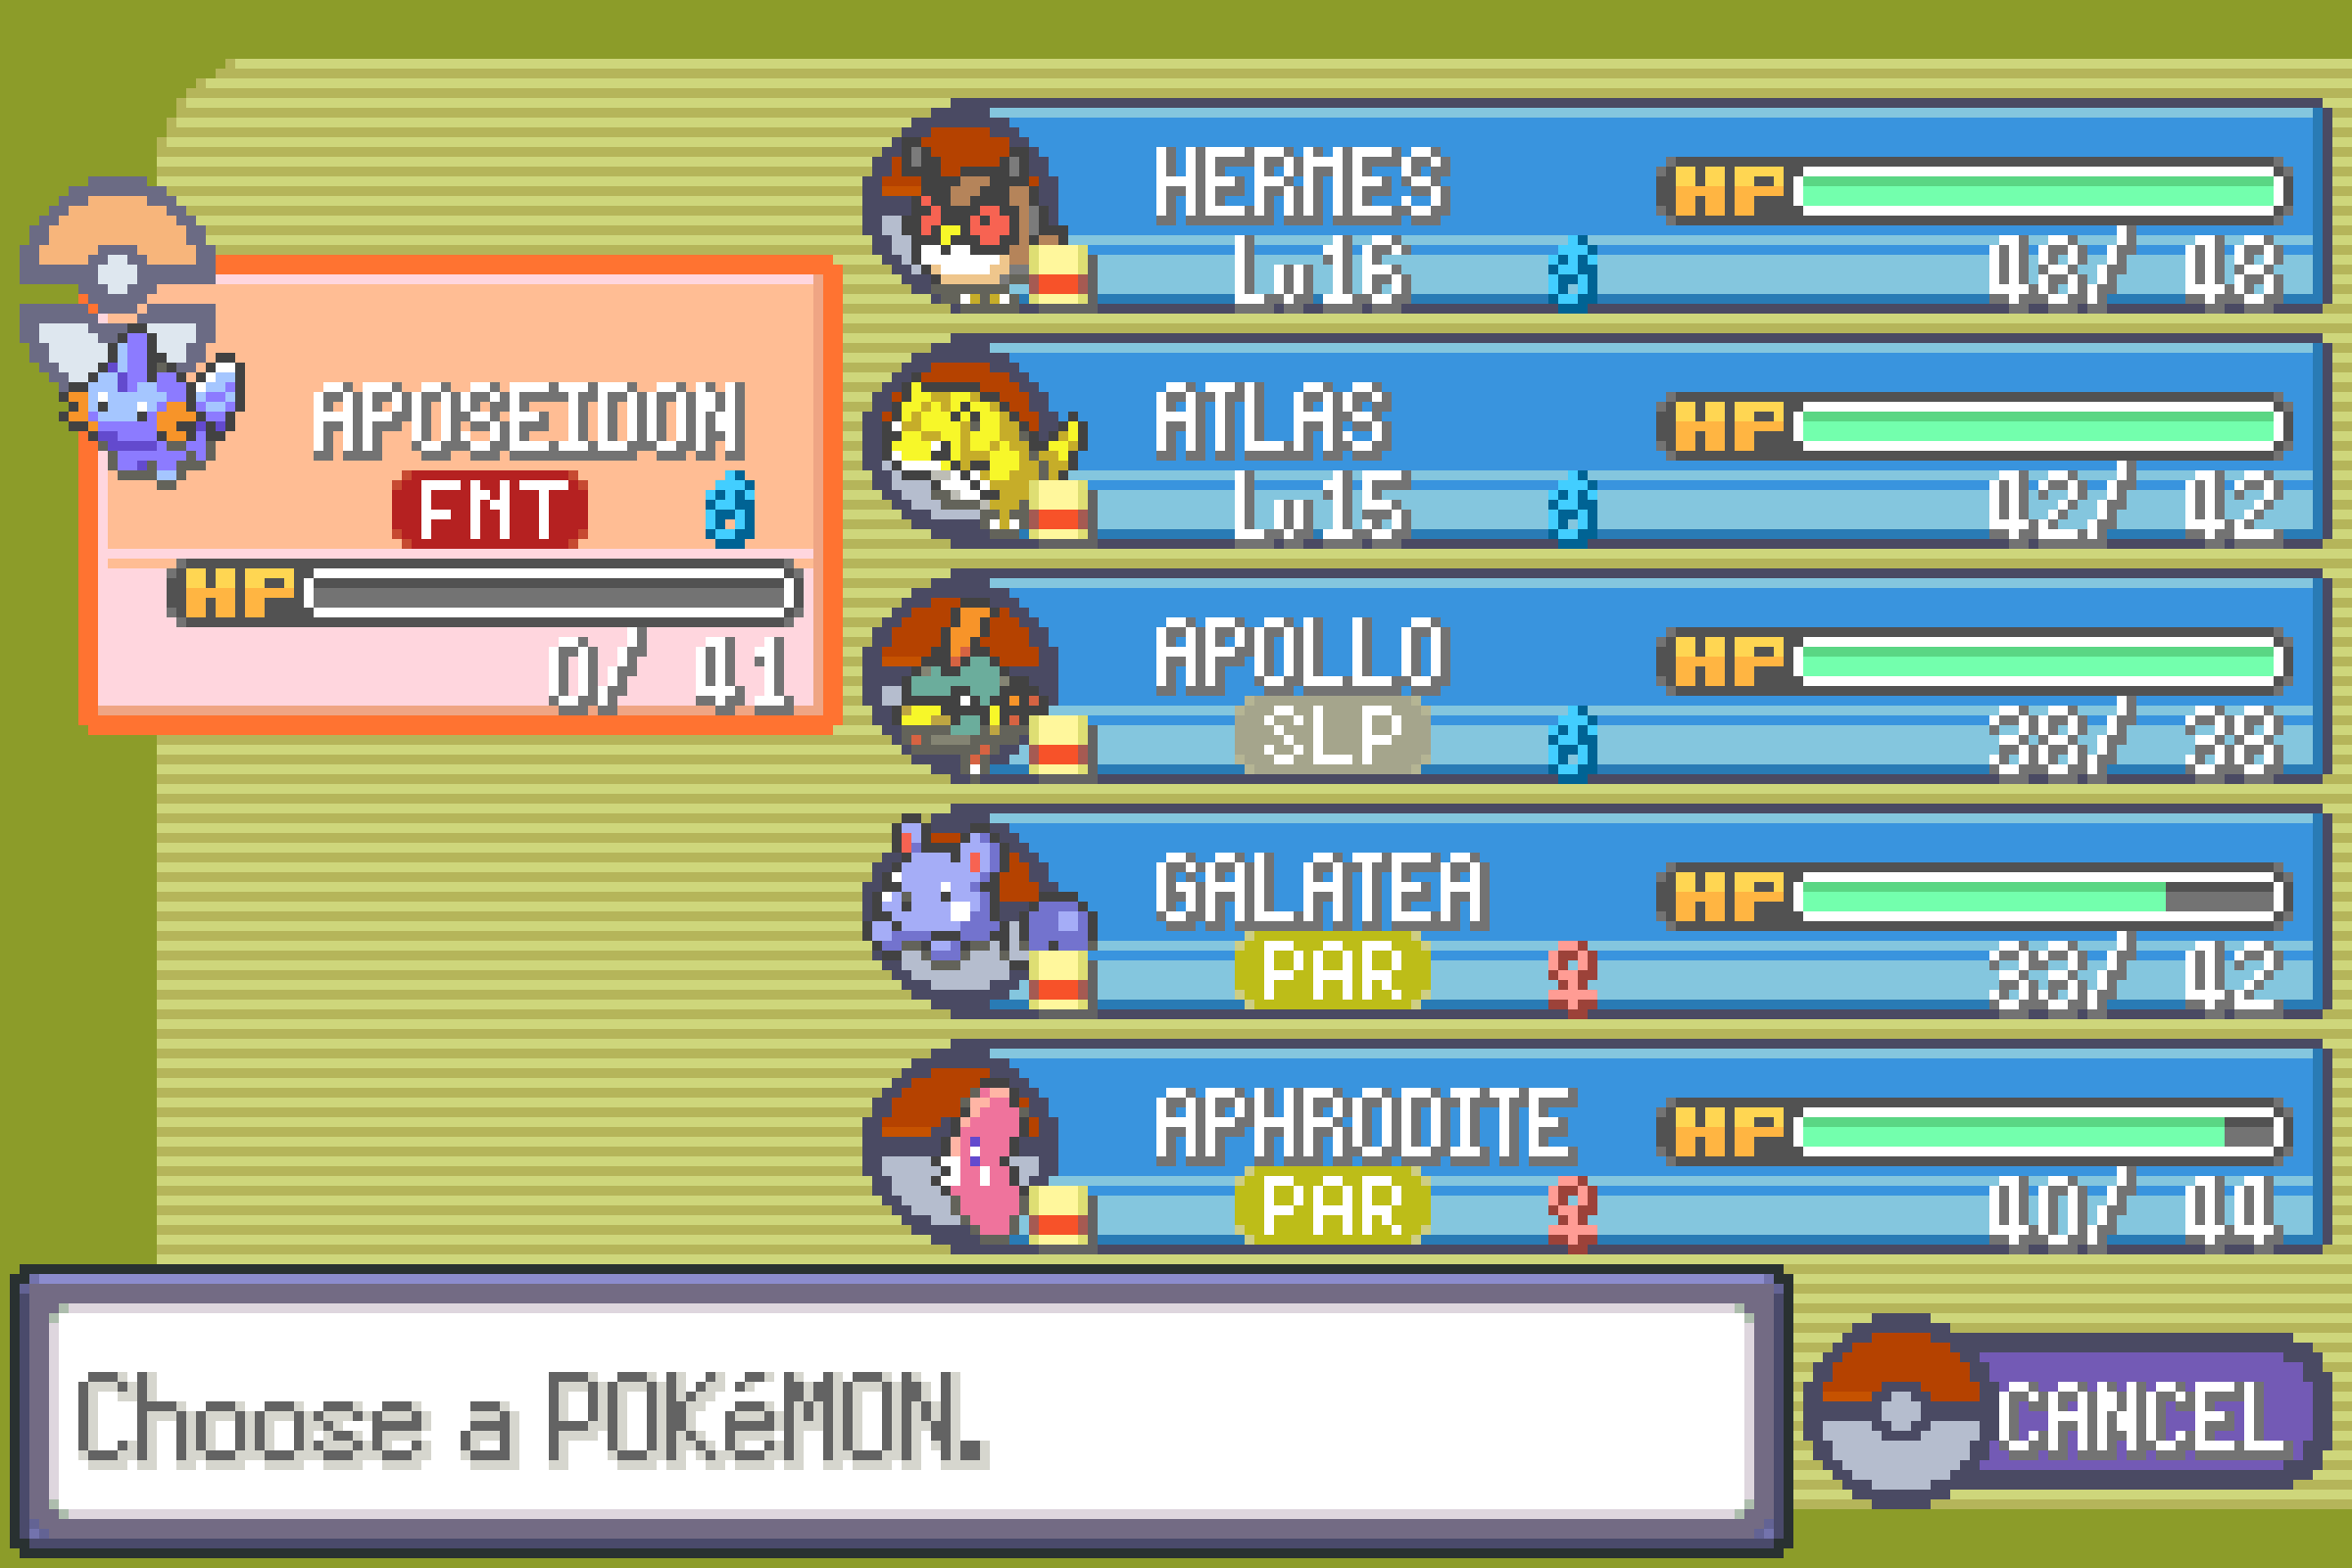 APOSEIDON
FNT ♂
HP
0/ 41
HERMES HP
Lv16 ♂ 48/ 48
ATLAS HP
Lv15 ♂ 42/ 42
APOLLO HP
SLP ♂ 38/ 38
GALATEA HP
PAR ♀ 33/ 42
APHRODITE HP
PAR ♀ 40/ 44
Choose a POKéMON.
CANCEL